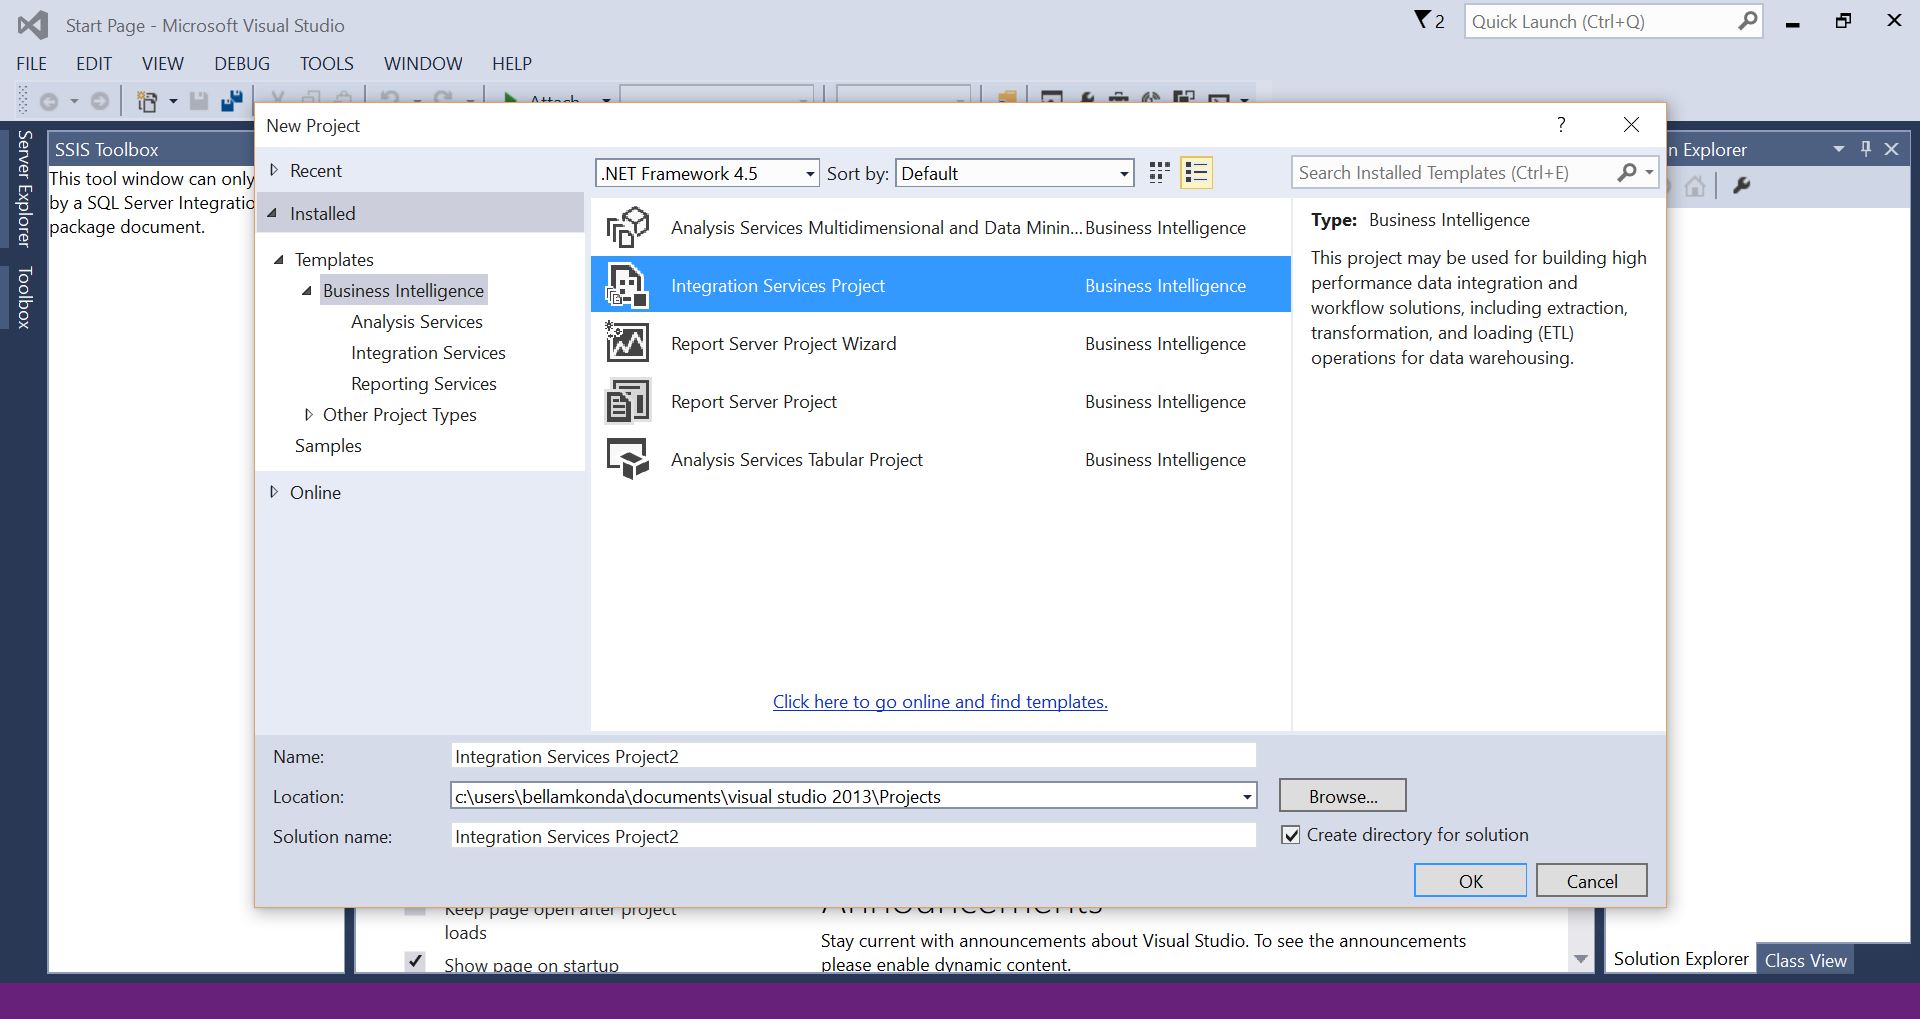 Start Page - Microsoft Visual Studio
2
Quick Launch (Ctrl+Q)
FILE EDIT VIEW DEBUG TOOLS WINDOW HELP
Attach
Server Explorer
Toolbox
SSIS Toolbox
This tool window can only
by a SQL Server Integratio
package document.
n Explorer
New Project
?
Recent
Installed
Templates
Business Intelligence
Analysis Services
Integration Services
Reporting Services
Other Project Types
Samples
Online
.NET Framework 4.5
Sort by: Default
Search Installed Templates (Ctrl+E)
Analysis Services Multidimensional and Data Minin... Business Intelligence
Integration Services Project Business Intelligence
Report Server Project Wizard Business Intelligence
Report Server Project Business Intelligence
Analysis Services Tabular Project Business Intelligence
Click here to go online and find templates.
Type: Business Intelligence
This project may be used for building high
performance data integration and
workflow solutions, including extraction,
transformation, and loading (ETL)
operations for data warehousing.
Name: Integration Services Project2
Location: c:\users\bellamkonda\documents\visual studio 2013\Projects
Browse...
Solution name: Integration Services Project2
Create directory for solution
OK
Cancel
Keep page open after project
loads
Show page on startup
Announcements
Stay current with announcements about Visual Studio. To see the announcements
please enable dynamic content.
Solution Explorer
Class View